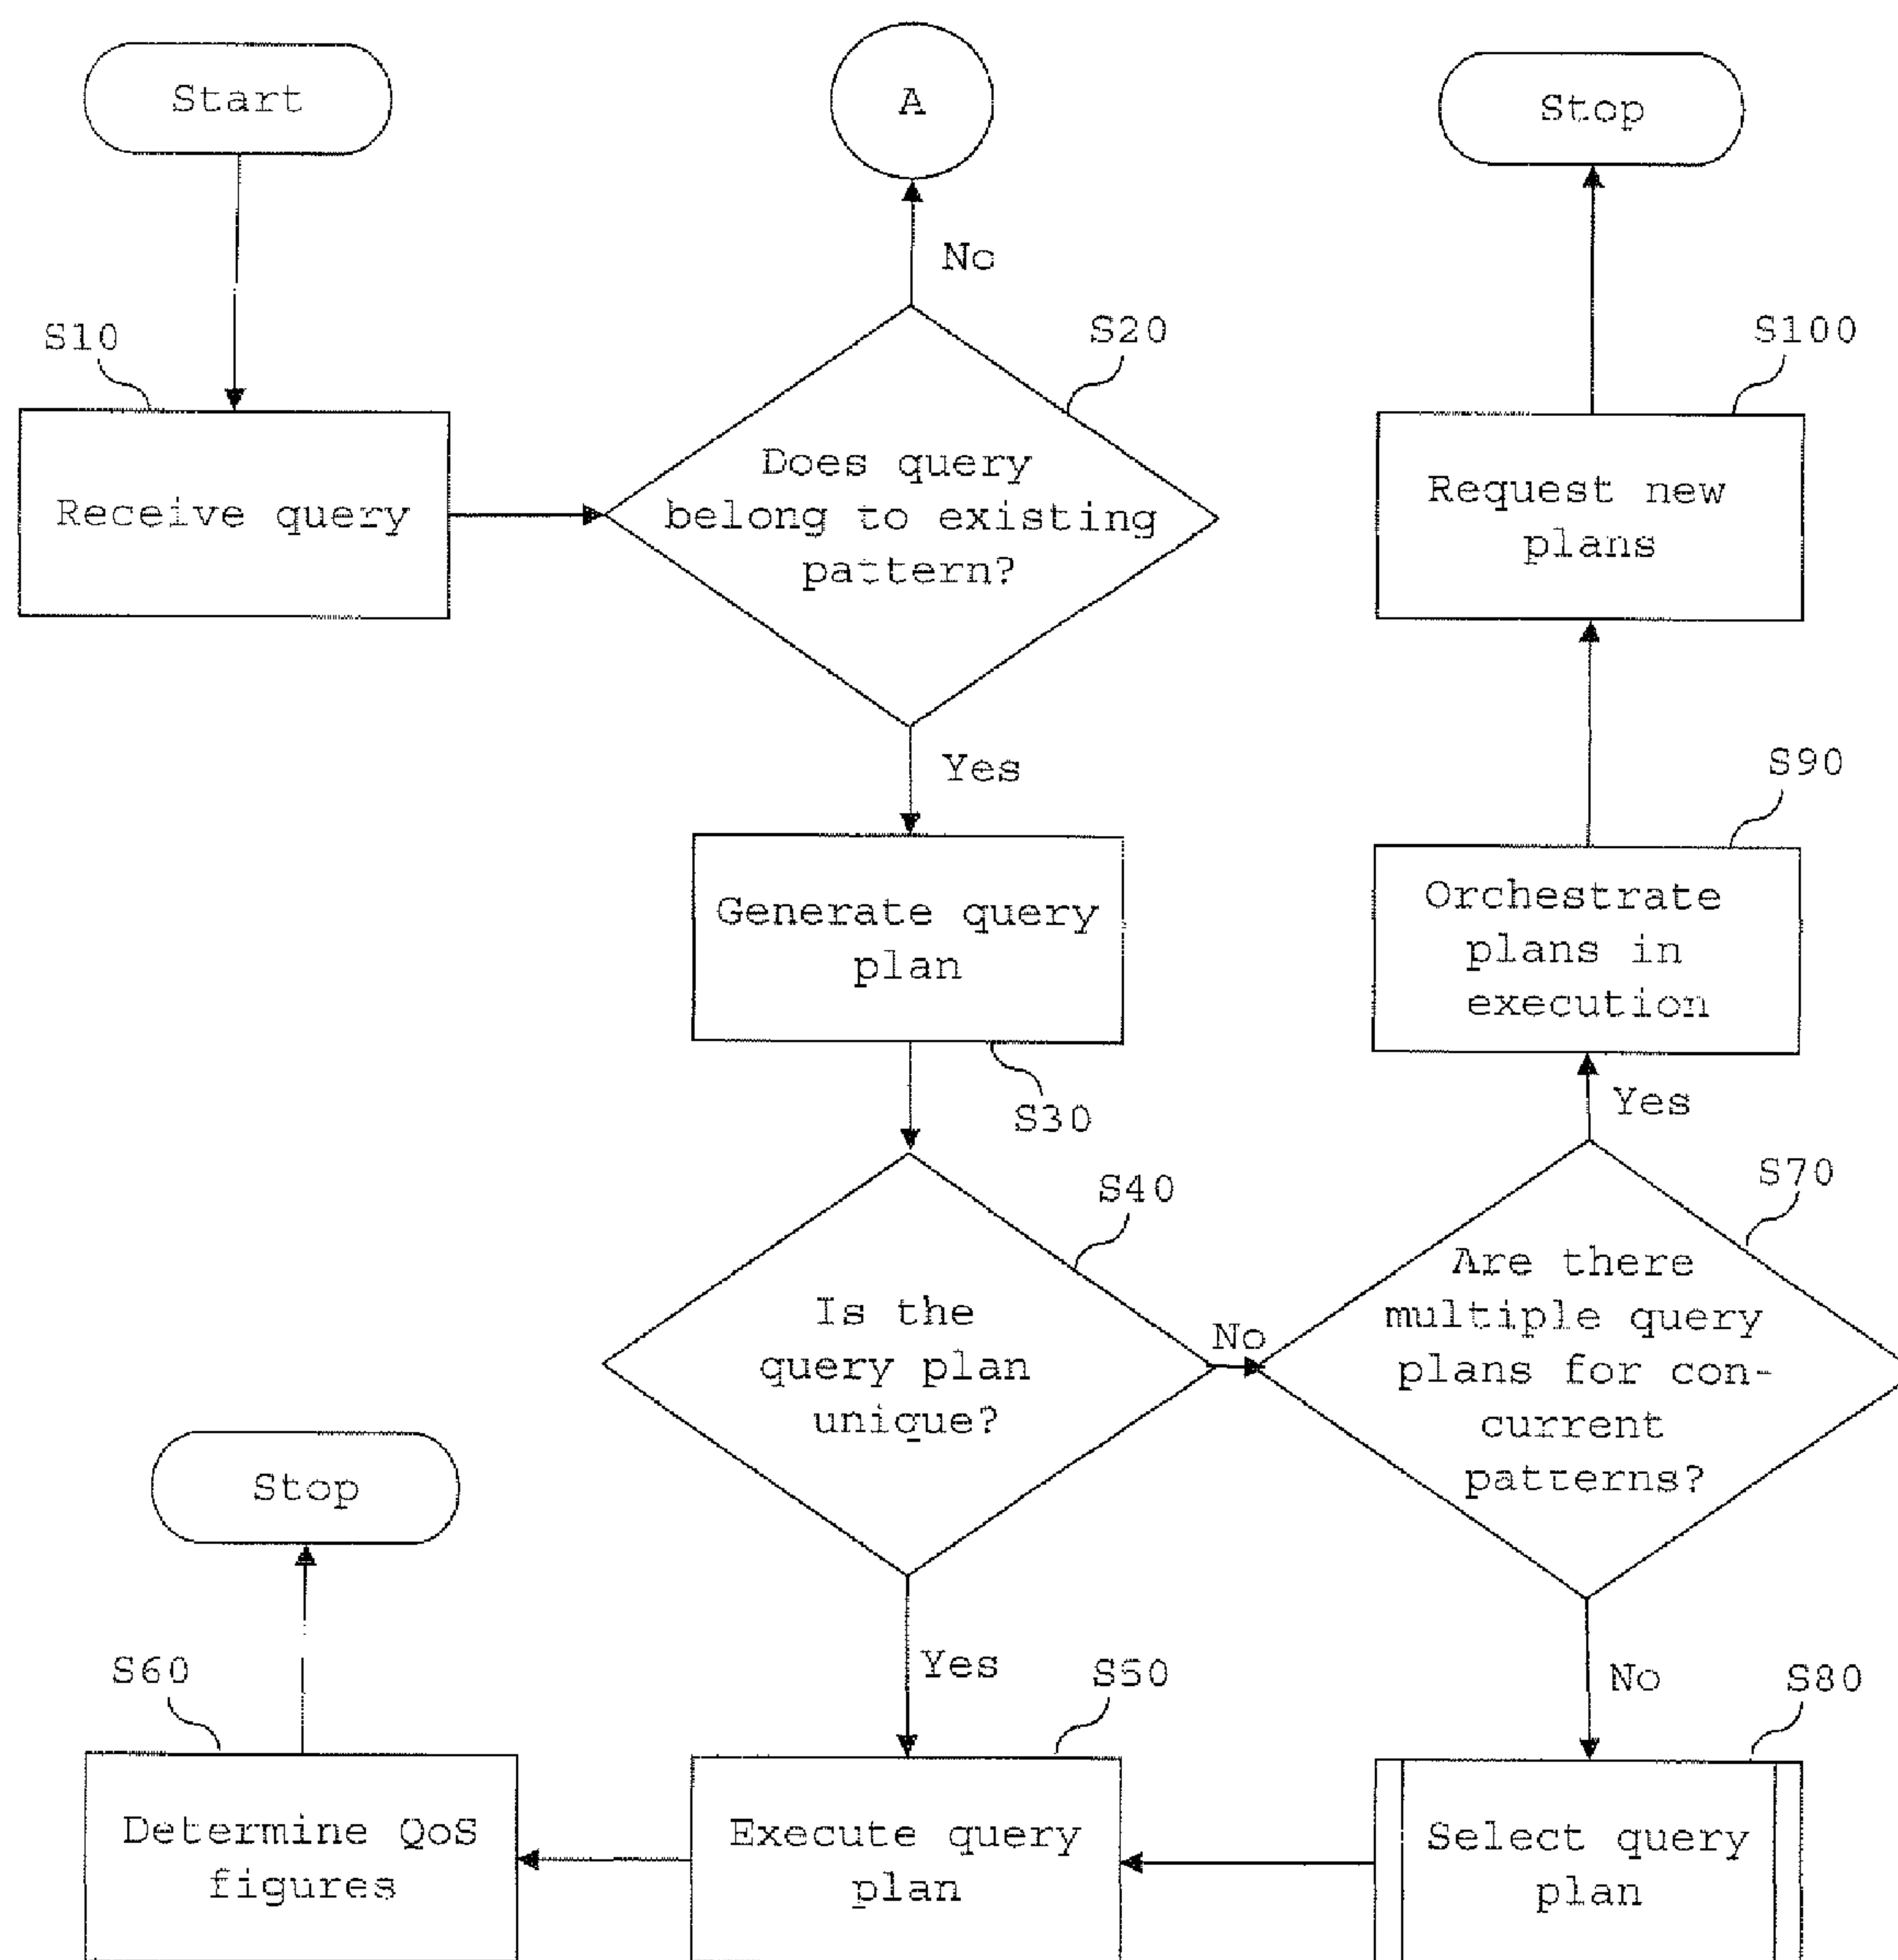 Start
A
Stop
No
S10
S20
S100
Receive query
Does query
belong to existing
pattern?
Request new
plans
Yes
S90
Generate query
plan
Orchestrate
plans in
execution
S30
Yes
S40
S70
Is the
query plan
unique?
No
Are there
multiple query
plans for con-
current
patterns?
Stop
S60
Yes
S50
No
S80
Determine QoS
figures
Execute query
plan
Select query
plan